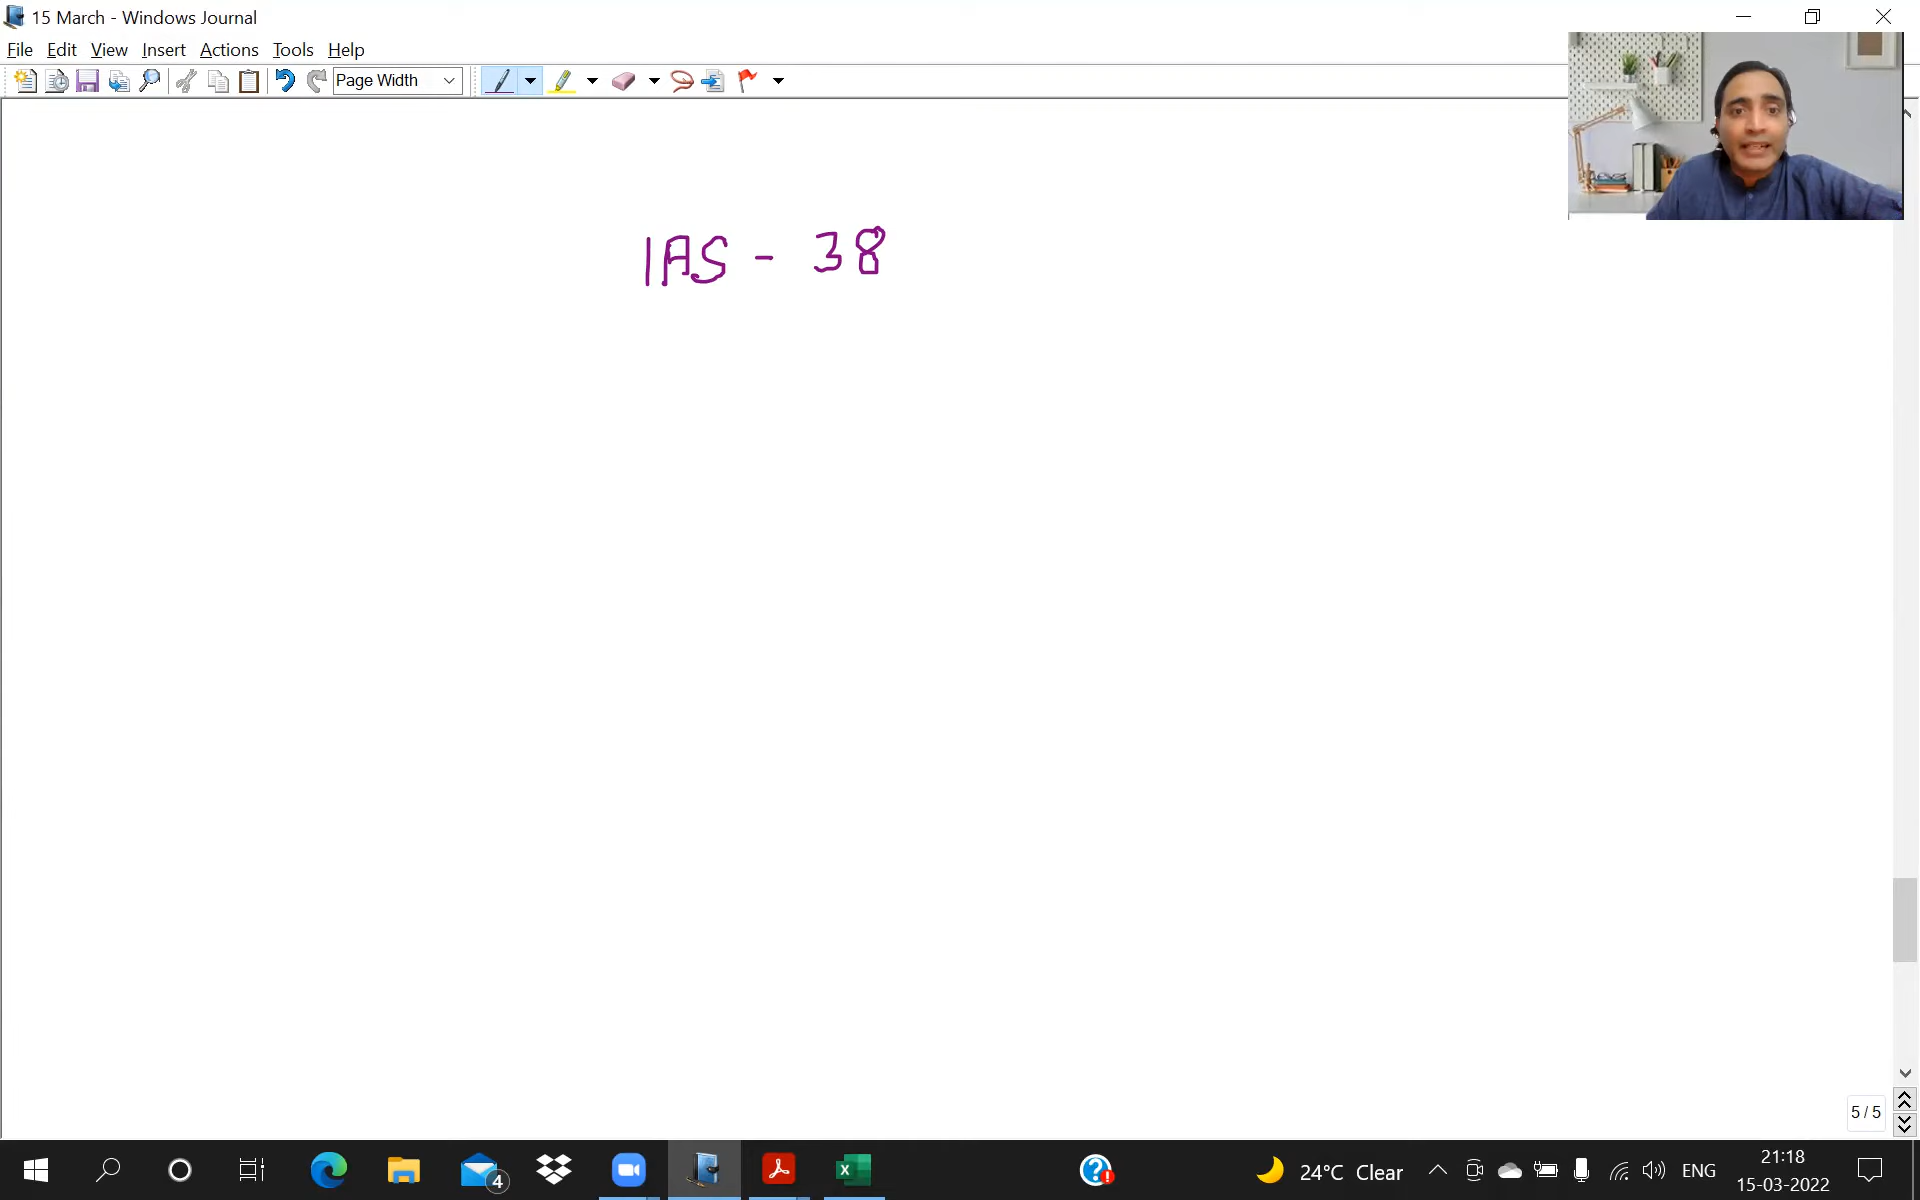 15 March - Windows Journal
File Edit View Insert Actions Tools Help
Page Width
IAS - 38
5 / 5
4
24°C Clear
ENG
21:18
15-03-2022